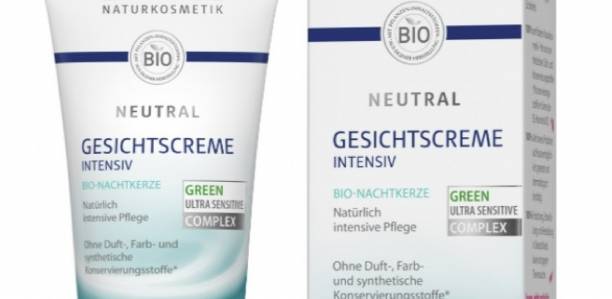 NATURKOSMETIK
BIO
NEUTRAL
GESICHTSCREME
INTENSIV
BIO-NACHTKERZE
Natürlich
intensive Pflege
GREEN
ULTRA SENSITIVE
COMPLEX
Ohne Duft-, Farb- und
synthetische
Konservierungsstoffe*
BIO
NEUTRAL
GESICHTSCREME
INTENSIV
BIO-NACHTKERZE
Natürlich
intensive Pflege
GREEN
ULTRA SENSITIVE
COMPLEX
Ohne Duft-, Farb- und
synthetische
Konservierungsstoffe*